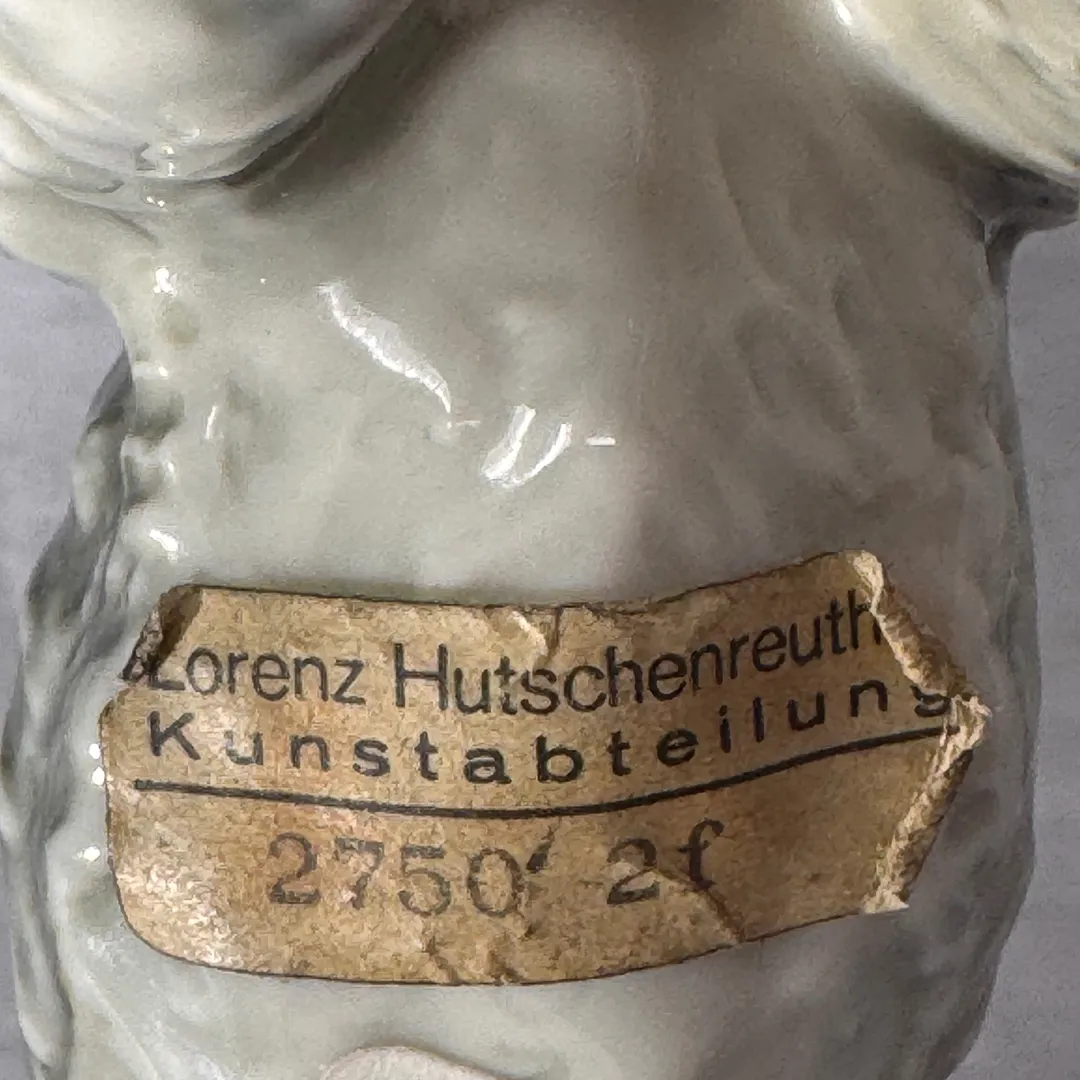 Lorenz Hutschenreuth
Kunstabteilung
2750' 2f